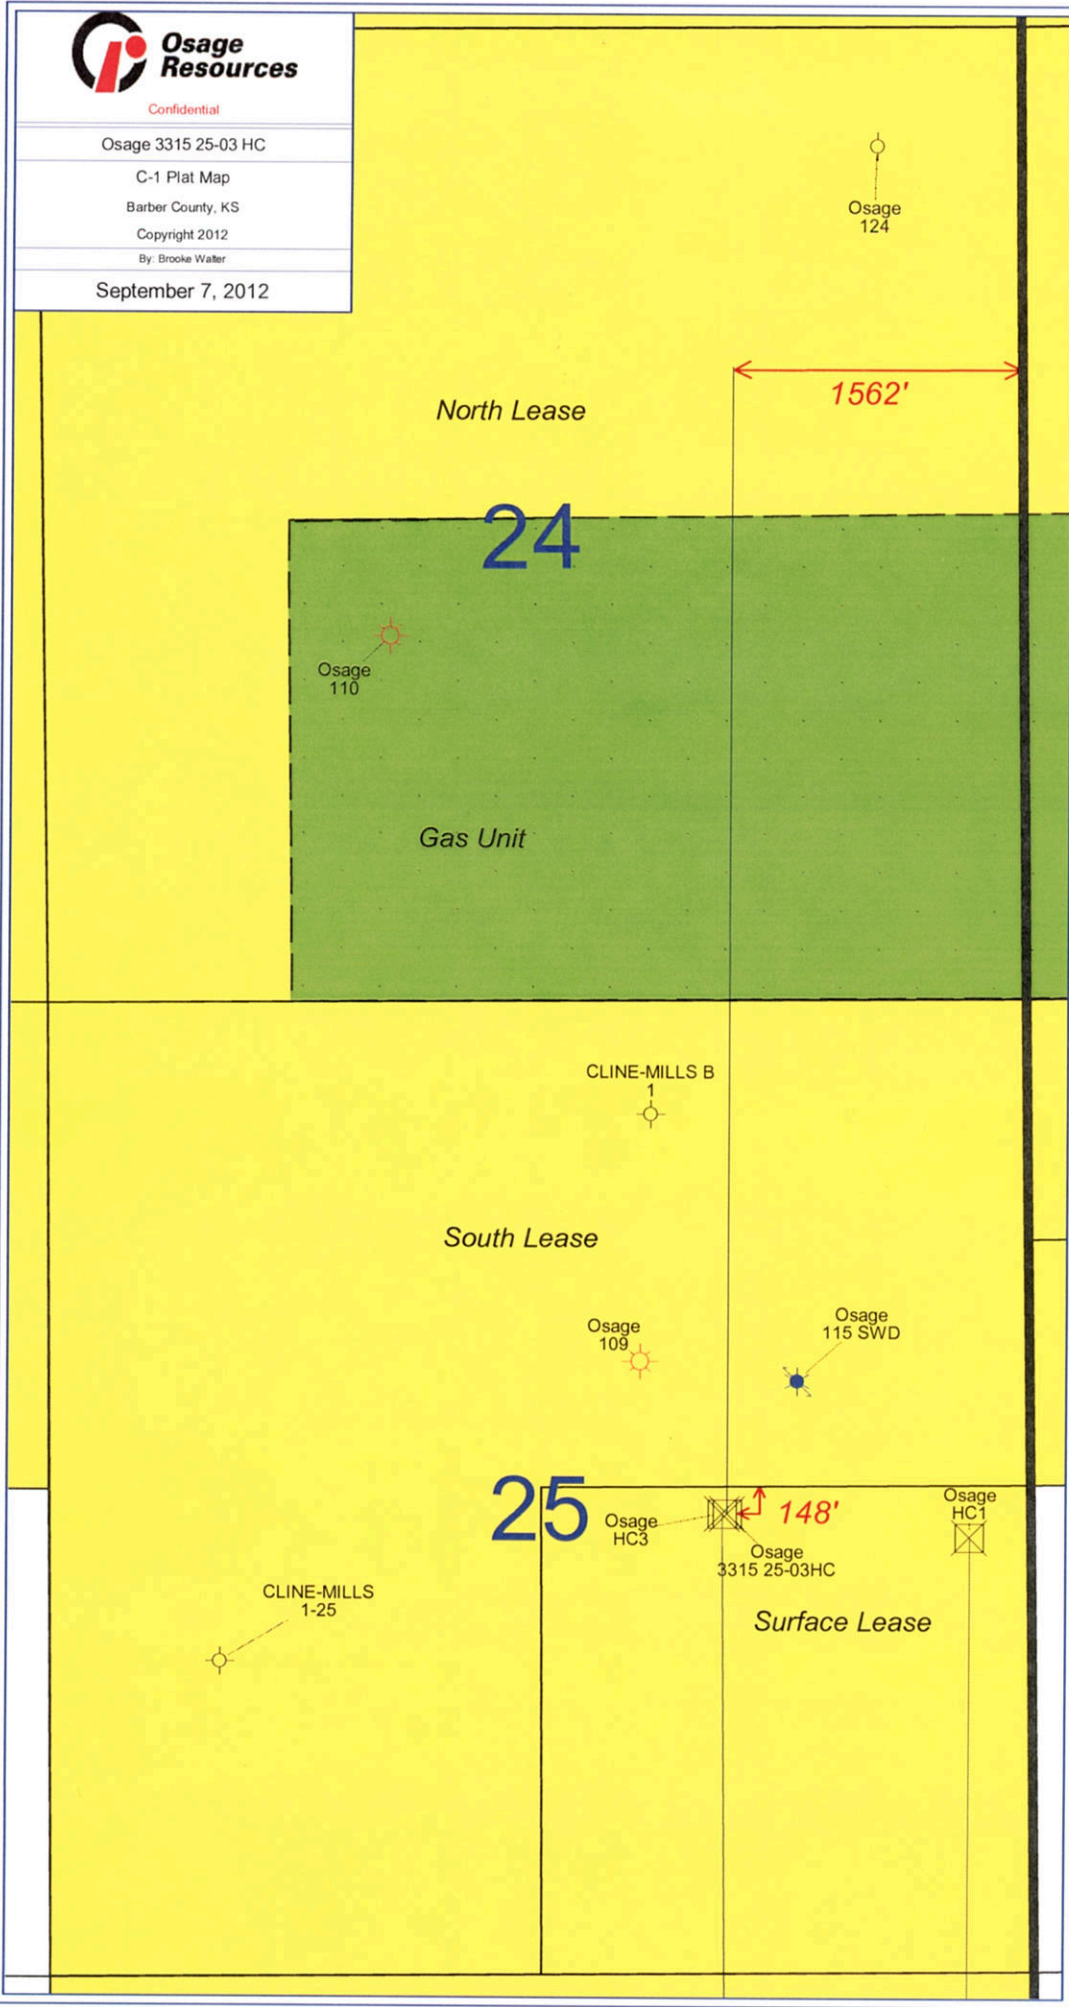 Osage
Resources
Confidential
Osage 3315 25-03 HC
C-1 Plat Map
Barber County, KS
Copyright 2012
By: Brooke Walter
September 7, 2012
Osage
124
1562'
North Lease
24
Osage
110
Gas Unit
CLINE-MILLS B
1
South Lease
Osage
115 SWD
Osage
109
25
Osage
HC3
148'
Osage
HC1
Osage
3315 25-03HC
CLINE-MILLS
1-25
Surface Lease